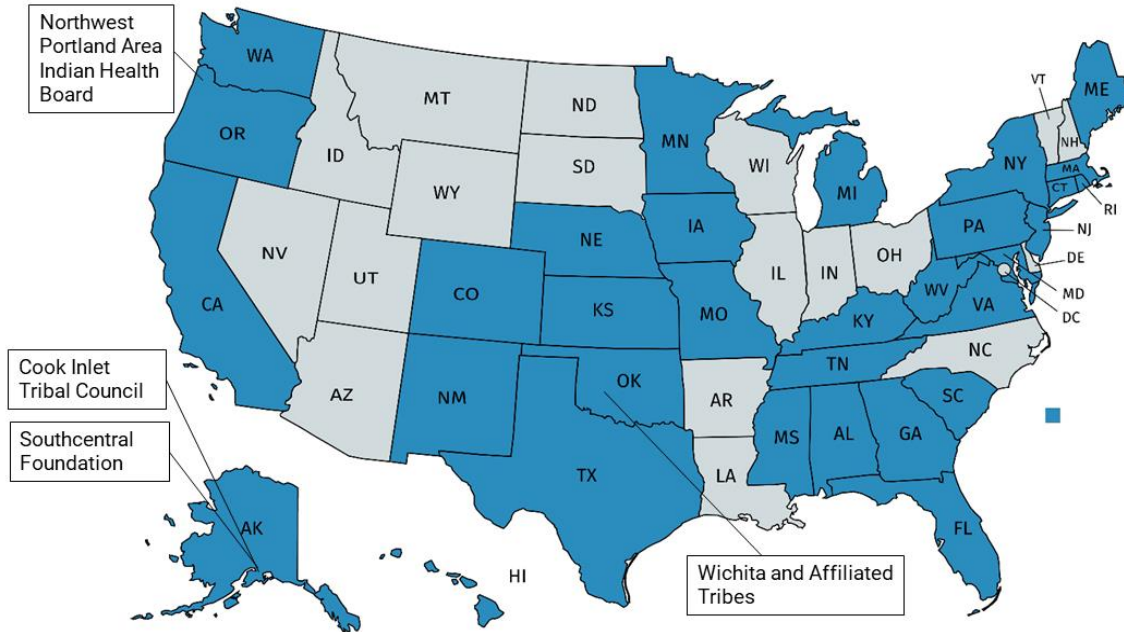 Northwest
Portland Area
Indian Health
Board
WA
OR
CA
ID
NV
MT
WY
UT
AZ
CO
NM
ND
SD
NE
KS
OK
TX
MN
IA
MO
AR
LA
WI
IL
MI
IN
OH
KY
TN
MS
AL
GA
FL
SC
NC
VA
WV
PA
NY
VT
NH
ME
MA
CT
RI
NJ
DE
MD
DC
Cook Inlet
Tribal Council
Southcentral
Foundation
AK
HI
Wichita and Affiliated
Tribes